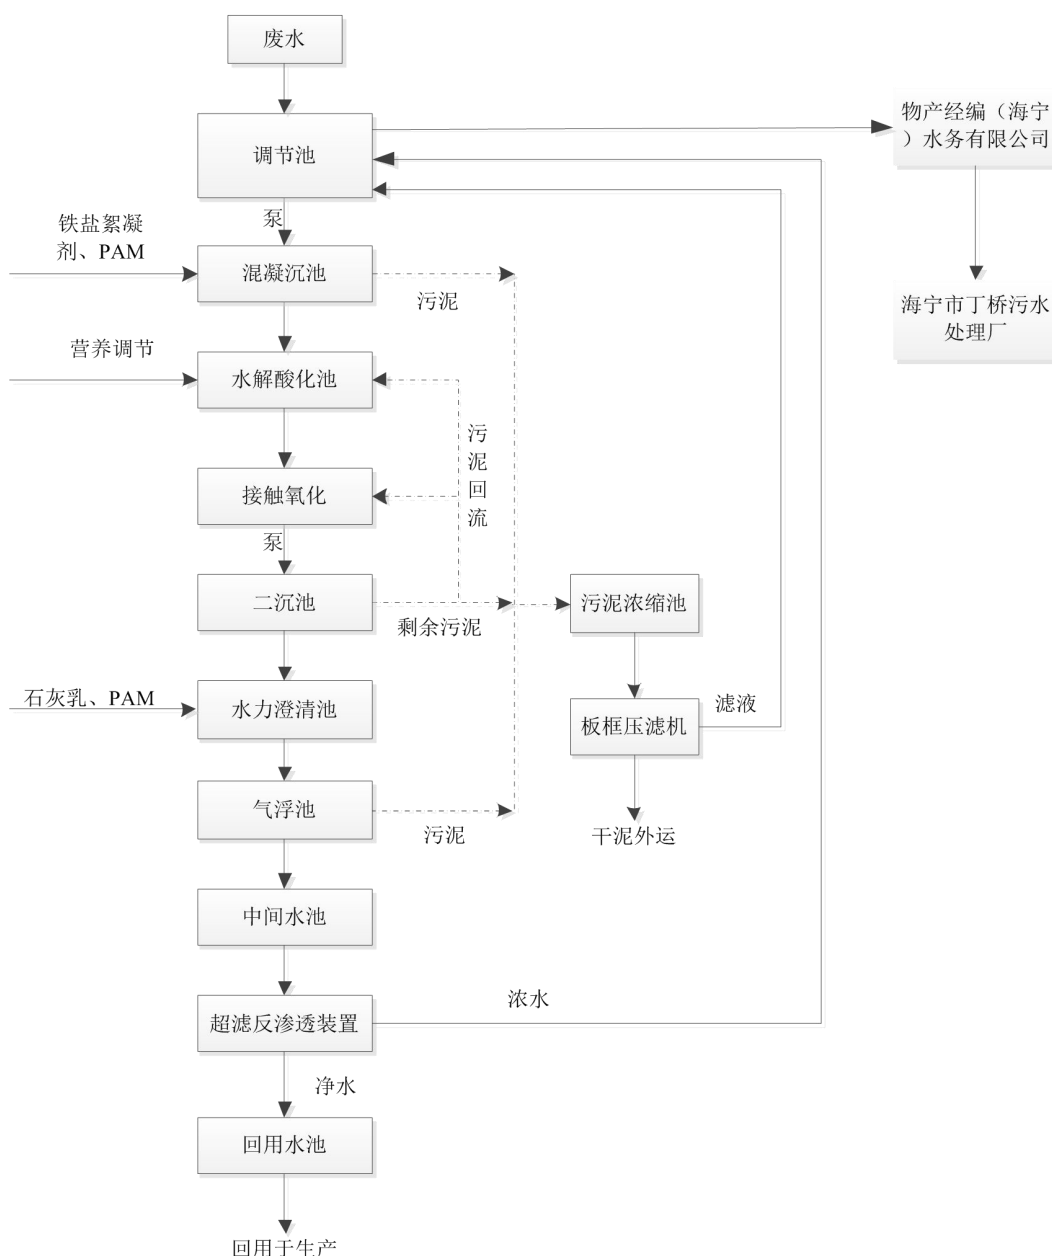 废水
物产经编（海宁
）水务有限公司
调节池
泵
铁盐絮凝
剂、PAM
混凝沉池
污泥
海宁市丁桥污水
处理厂
营养调节
水解酸化池
污
泥
回
流
接触氧化
泵
二沉池
剩余污泥
污泥浓缩池
石灰乳、PAM
水力澄清池
板框压滤机
滤液
气浮池
污泥
干泥外运
中间水池
超滤反渗透装置
浓水
净水
回用水池
回用于生产